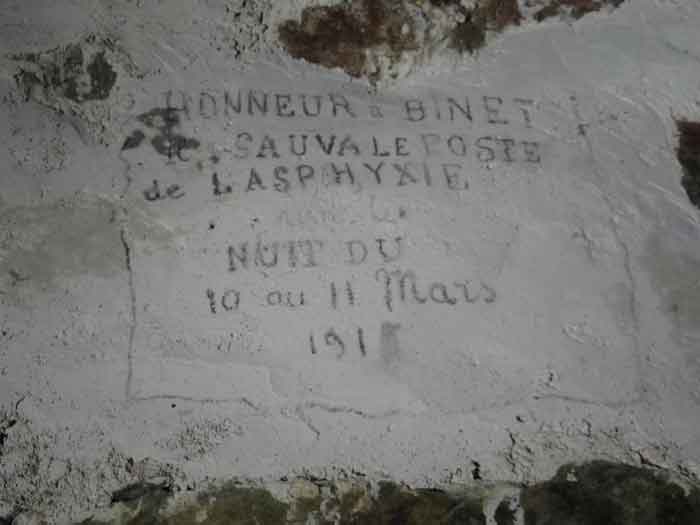 HONNEUR à BINET
SAUVA LE POSTE
de L ASPHYXIE
NUIT DU
10 au 11 Mars
191